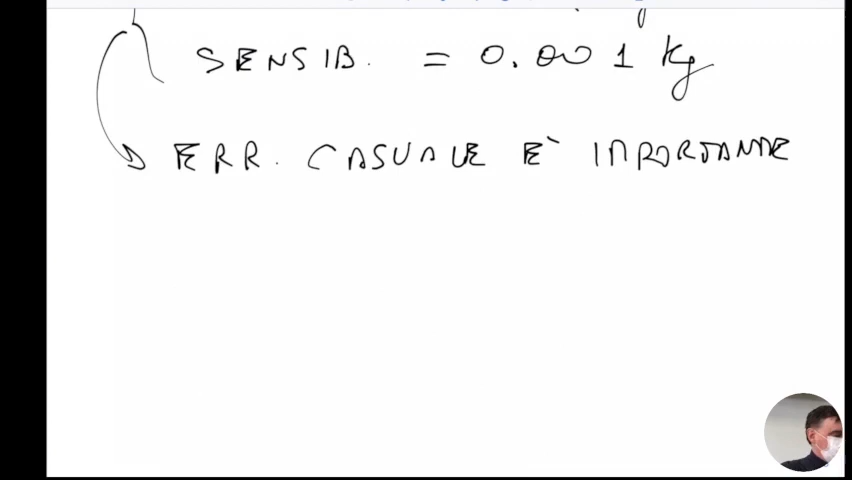 SENSIB. = 0.001 kg
ERR. CASUALE E' IMPORTANTE